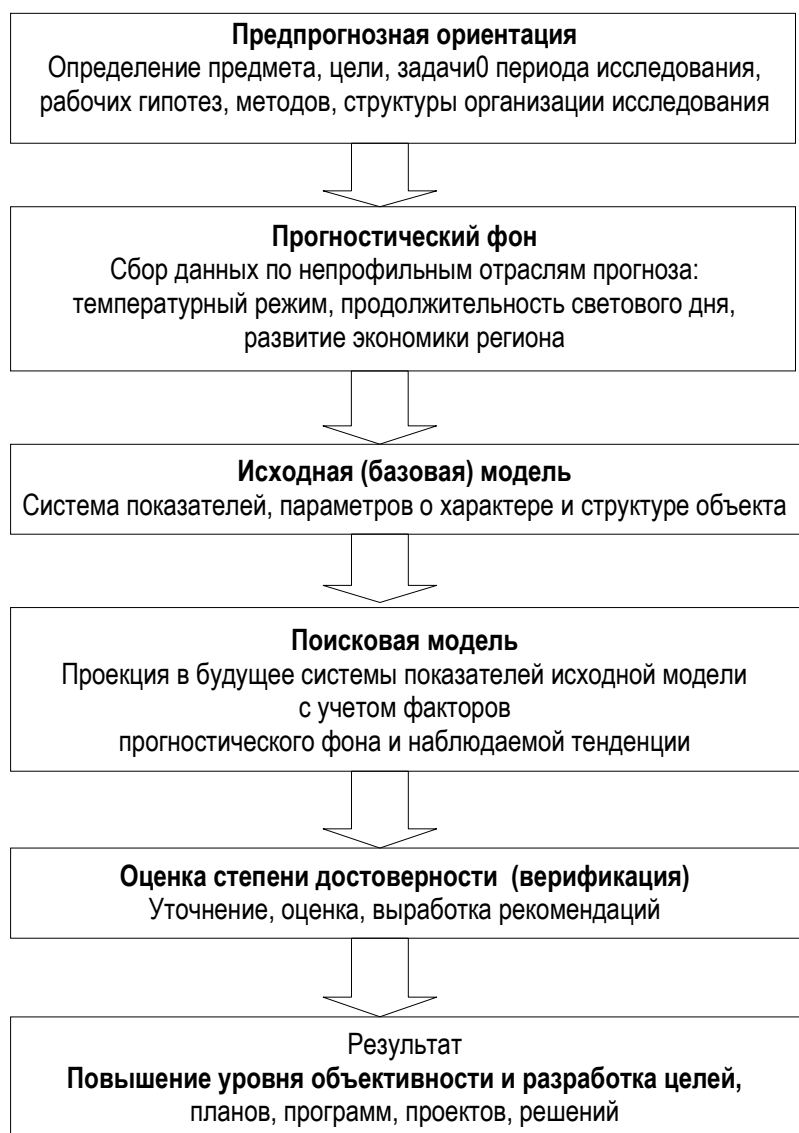 Предпрогнозная ориентация
Определение предмета, цели, задачи0 периода исследования,
рабочих гипотез, методов, структуры организации исследования
Прогностический фон
Сбор данных по непрофильным отраслям прогноза:
температурный режим, продолжительность светового дня,
развитие экономики региона
Исходная (базовая) модель
Система показателей, параметров о характере и структуре объекта
Поисковая модель
Проекция в будущее системы показателей исходной модели
с учетом факторов
прогностического фона и наблюдаемой тенденции
Оценка степени достоверности (верификация)
Уточнение, оценка, выработка рекомендаций
Результат
Повышение уровня объективности и разработка целей,
планов, программ, проектов, решений